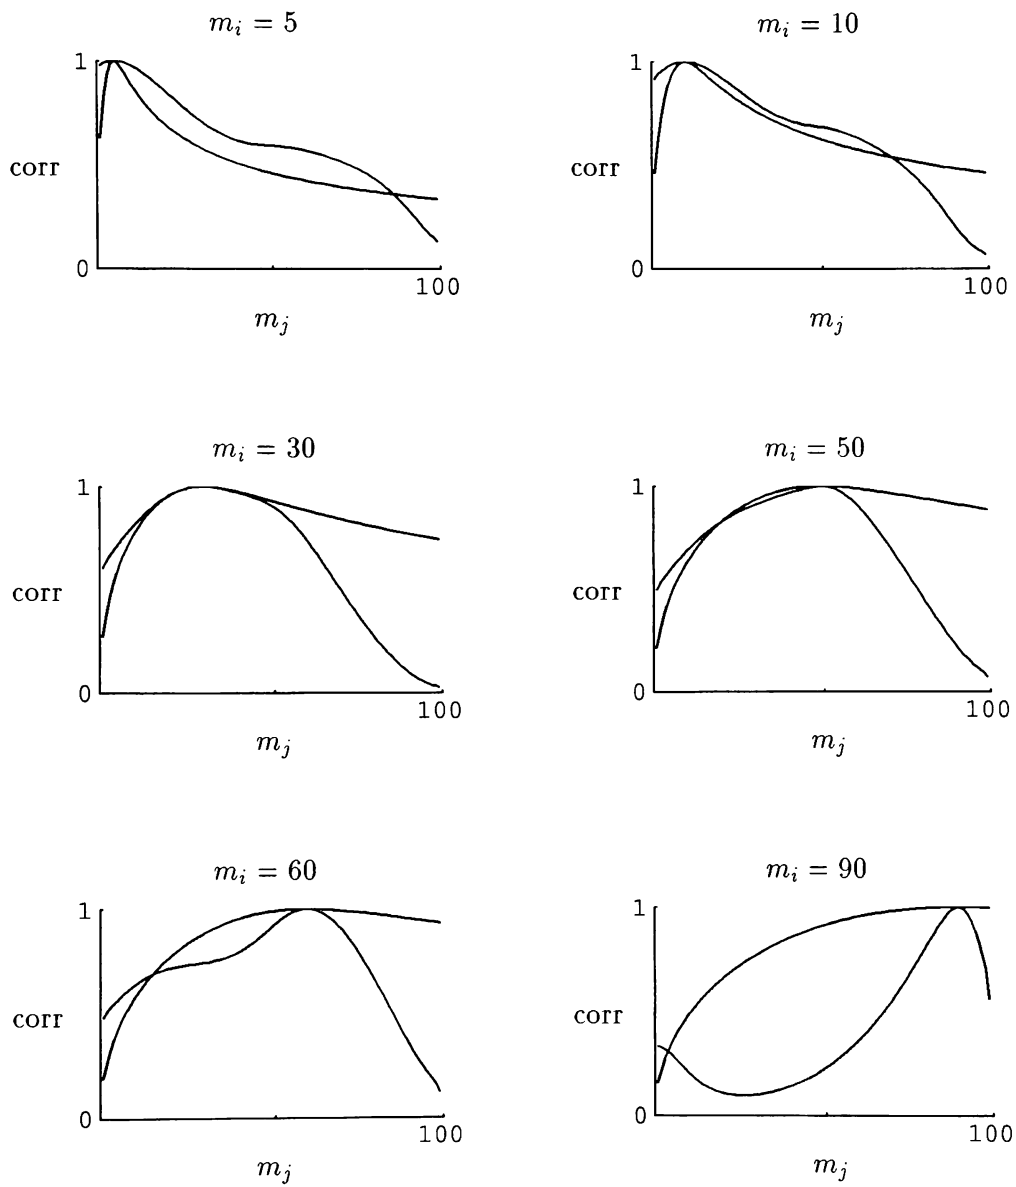 m_i = 5
1
corr
0
100
m_j
m_i = 10
1
corr
0
100
m_j
m_i = 30
1
corr
0
100
m_j
m_i = 50
1
corr
0
100
m_j
m_i = 60
1
corr
0
100
m_j
m_i = 90
1
corr
0
100
m_j